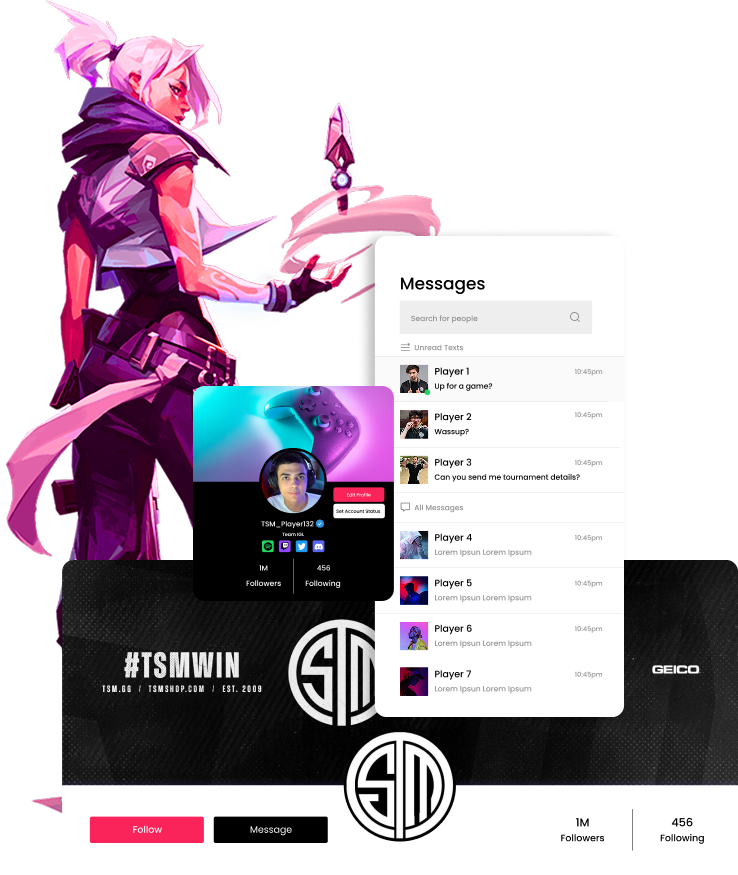 Messages
Search for people
Unread Texts
Player 1
10:45pm
Up for a game?
Player 2
10:45pm
Wassup?
Player 3
10:45pm
Can you send me tournament details?
All Messages
Player 4
10:45pm
Lorem Ipsun Lorem Ipsum
Player 5
10:45pm
Lorem Ipsun Lorem Ipsum
Player 6
10:45pm
Lorem Ipsun Lorem Ipsum
Player 7
10:45pm
Lorem Ipsun Lorem Ipsum
Edit Profile
Set Account Status
TSM_Player132
Team IGL
1M
456
Followers
Following
#TSMWIN
TSM.GG / TSMSHOP.COM / EST. 2009
TSM
GEICO
TSM
Follow
Message
1M
456
Followers
Following